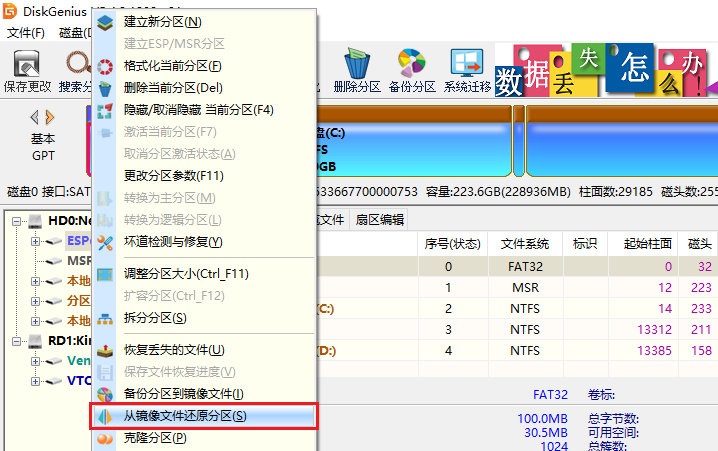 DiskGenius
文件(F)
磁盘(D
保存更改
搜索分
删除分区
备份分区
系统迁移
数据丢失怎么办!
建立新分区(N)
建立ESP/MSR分区
格式化当前分区(F)
删除当前分区(Del)
隐藏/取消隐藏 当前分区(F4)
激活当前分区(F7)
取消分区激活状态(A)
更改分区参数(F11)
转换为主分区(M)
转换为逻辑分区(L)
坏道检测与修复(Y)
调整分区大小(Ctrl_F11)
扩容分区(Ctrl_F12)
拆分分区(S)
恢复丢失的文件(U)
保存文件恢复进度(V)
备份分区到镜像文件(I)
从镜像文件还原分区(S)
克隆分区(P)
基本
GPT
盘(C:)
FS
0GB
磁盘0 接口:SAT
633667700000753 容量:223.6GB(228936MB) 柱面数:29185 磁头数:255
HD0:Ne
ESP(
MSR
本地
分区
本地
RD1:Kin
Ven
VTC
文件 扇区编辑
序号(状态) 文件系统 标识 起始柱面 磁头
0 FAT32 0 32
1 MSR 12 223
(C:) 2 NTFS 14 233
3 NTFS 13312 211
(D:) 4 NTFS 13385 158
FAT32 卷标:
100.0MB 总字节数:
30.5MB 可用空间:
1024 总簇数: